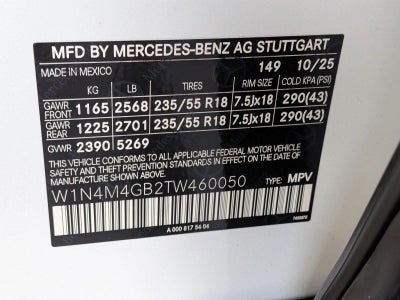 MFD BY MERCEDES-BENZ AG STUTTGART
MADE IN MEXICO 149 10/25
KG LB TIRES RIM SIZE COLD KPA (PSI)
GAWR FRONT 1165 2568 235/55 R18 7.5Jx18 290(43)
GAWR REAR 1225 2701 235/55 R18 7.5Jx18 290(43)
GVWR 2390 5269
THIS VEHICLE CONFORMS TO ALL APPLICABLE FEDERAL MOTOR VEHICLE
SAFETY STANDARDS IN EFFECT ON THE DATE OF MANUFACTURE SHOWN ABOVE.
W1N4M4GB2TW460050 TYPE: MPV
A 000 817 54 04